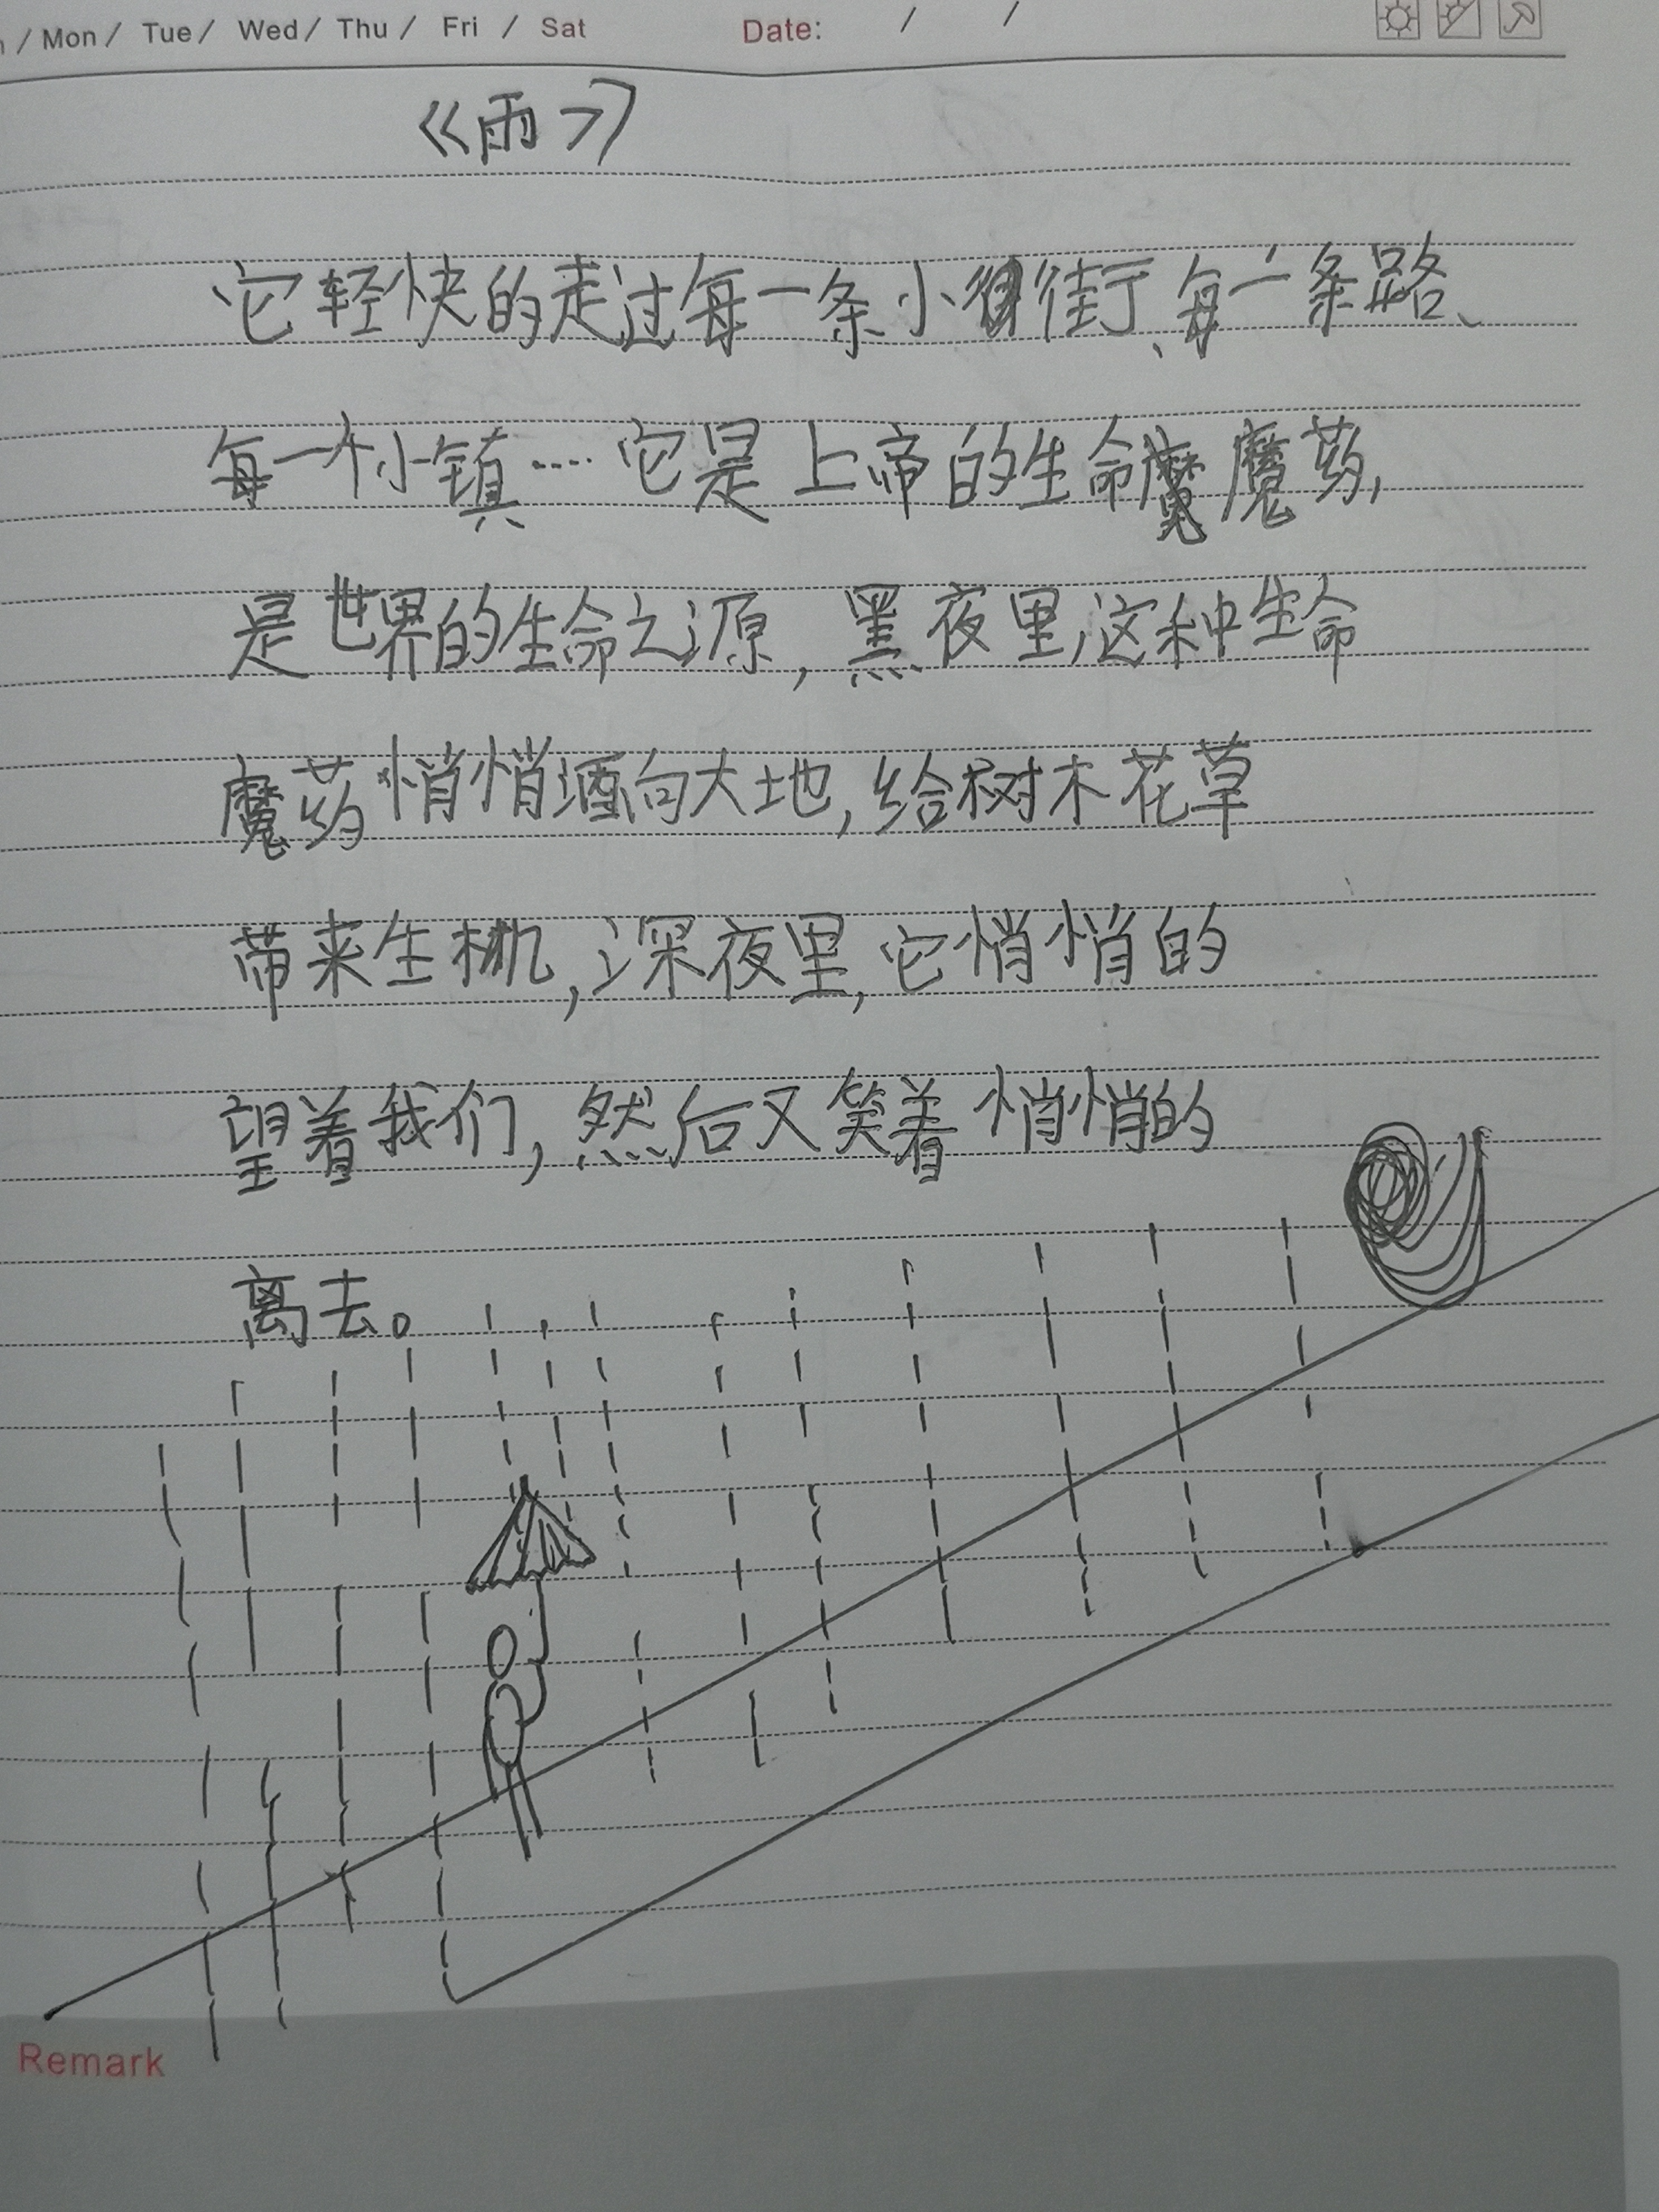 / Mon / Tue / Wed / Thu / Fri / Sat Date: / /
《雨》
它轻快的走过每一条小街、每一条路、
每一个小镇····它是上帝的生命魔药,
是世界的生命之源,黑夜里,这种生命
魔药悄悄洒向大地,给树木花草
带来生机,深夜里,它悄悄的
望着我们,然后又笑着悄悄的
离去。
Remark